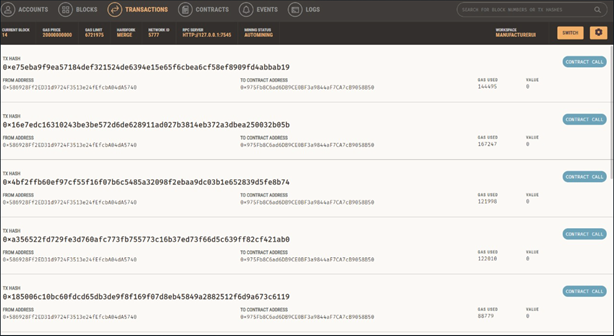 ACCOUNTS BLOCKS TRANSACTIONS CONTRACTS EVENTS LOGS SEARCH FOR BLOCK NUMBERS OR TX HASHES
CURRENT BLOCK GAS PRICE GAS LIMIT HARDFORK NETWORK ID RPC SERVER MINING STATUS WORKSPACE SWITCH
14 20000000000 6721975 MERGE 5777 HTTP://127.0.0.1:7545 AUTOMINING
TX HASH CONTRACT CALL
0×e75eba9f9ea57184def321524de6394e15e65f6cbea6cf58ef8909fd4abbab19
FROM ADDRESS TO CONTRACT ADDRESS GAS USED VALUE
144495 0
TX HASH CONTRACT CALL
0×16e7edc16310243be3be572d6de628911ad027b3814eb372a3dbea250032b05b
FROM ADDRESS TO CONTRACT ADDRESS GAS USED VALUE
167247 0
TX HASH CONTRACT CALL
0×4bf2ffb60ef97cf55f16f07b6c5485a32098f2ebaa9dc03b1e652839d5fe8b74
FROM ADDRESS TO CONTRACT ADDRESS GAS USED VALUE
121998 0
TX HASH CONTRACT CALL
0×a356522fd729fe3d760afc773fb755773c16b37ed73f66d5c639ff82cf421ab0
FROM ADDRESS TO CONTRACT ADDRESS GAS USED VALUE
122010 0
TX HASH CONTRACT CALL
0×185006c10bc60fdcd65db3de9f8f169f07d8eb45849a2882512f6d9a673c6119
FROM ADDRESS TO CONTRACT ADDRESS GAS USED VALUE
88779 0